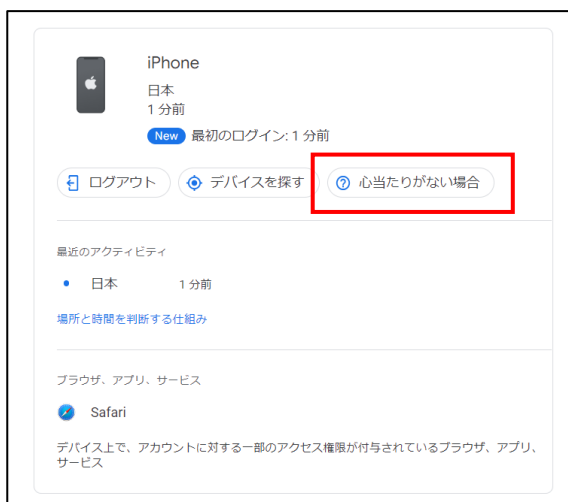 iPhone
日本
1 分前
New 最初のログイン: 1 分前
ログアウト デバイスを探す 心当たりがない場合
最近のアクティビティ
日本 1 分前
場所と時間を判断する仕組み
ブラウザ、アプリ、サービス
Safari
デバイス上で、アカウントに対する一部のアクセス権限が付与されているブラウザ、アプリ、
サービス